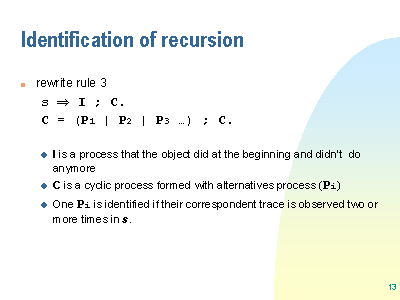 Identification of recursion
rewrite rule 3
s ⇒ I ; C.
C = (P1 | P2 | P3 …) ; C.
I is a process that the object did at the beginning and didn't do
anymore
C is a cyclic process formed with alternatives process (Pi)
One Pi is identified if their correspondent trace is observed two or
more times in s.
13